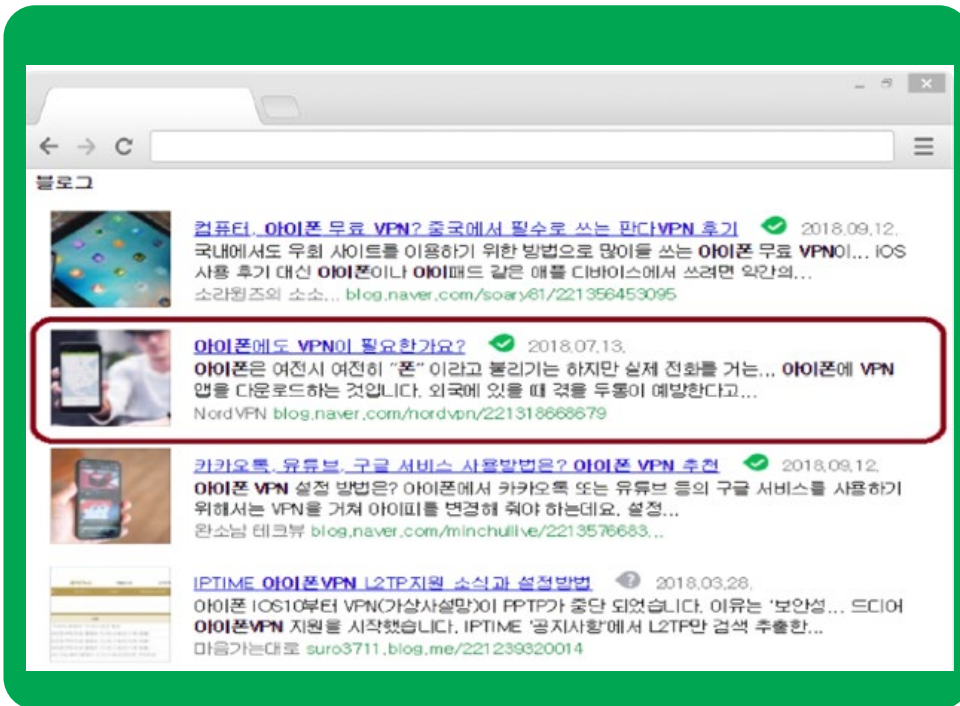 블로그
컴퓨터, 아이폰 무료 VPN? 중국에서 필수로 쓰는 판다VPN 후기 2018.09.12.
국내에서도 우회 사이트를 이용하기 위한 방법으로 많이들 쓰는 아이폰 무료 VPN이... iOS
사용 후기 대신 아이폰이나 아이패드 같은 애플 디바이스에서 쓰려면 약간의...
소라윈즈의 소소... blog.naver.com/soary81/221356453095
아이폰에도 VPN이 필요한가요? 2018.07.13.
아이폰은 여전시 여전히 "폰" 이라고 불리기는 하지만 실제 전화를 거는... 아이폰에 VPN
앱을 다운로드하는 것입니다. 외국에 있을 때 겪을 두통이 예방한다고...
NordVPN blog.naver.com/nordvpn/221318668679
카카오톡, 유튜브, 구글 서비스 사용방법은? 아이폰 VPN 추천 2018.09.12.
아이폰 VPN 설정 방법은? 아이폰에서 카카오톡 또는 유튜브 등의 구글 서비스를 사용하기
위해서는 VPN을 거쳐 아이피를 변경해 줘야 하는데요. 설정...
완소남 테크뷰 blog.naver.com/minchullive/2213576683...
IPTIME 아이폰VPN L2TP지원 소식과 설정방법 2018.03.28.
아이폰 iOS10부터 VPN(가상사설망)이 PPTP가 중단 되었습니다. 이유는 '보안성... 드디어
아이폰VPN 지원을 시작했습니다. IPTIME '공지사항'에서 L2TP만 검색 추출한...
마음가는대로 suro3711.blog.me/221239320014